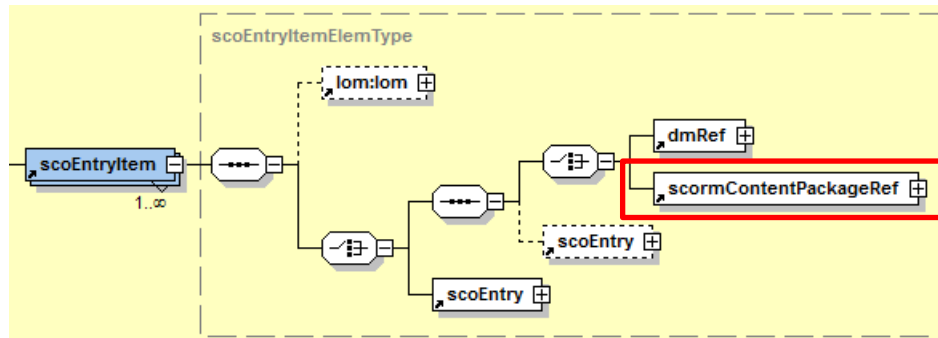 scoEntryItemElemType
lom:lom
dmRef
scoEntryItem
scormContentPackageRef
1..∞
scoEntry
scoEntry